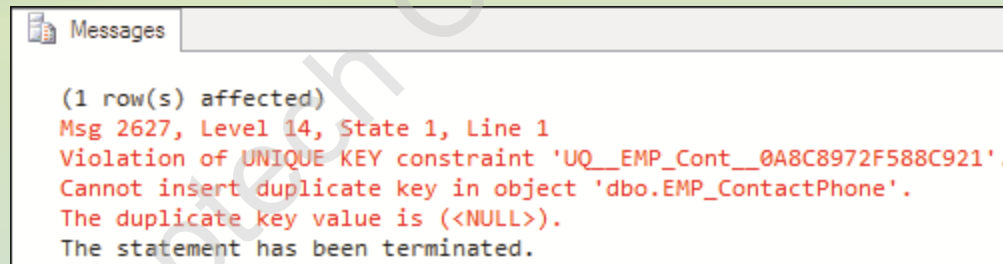 Messages
(1 row(s) affected)
Msg 2627, Level 14, State 1, Line 1
Violation of UNIQUE KEY constraint 'UQ__EMP_Cont__0A8C8972F588C921'.
Cannot insert duplicate key in object 'dbo.EMP_ContactPhone'.
The duplicate key value is (<NULL>).
The statement has been terminated.